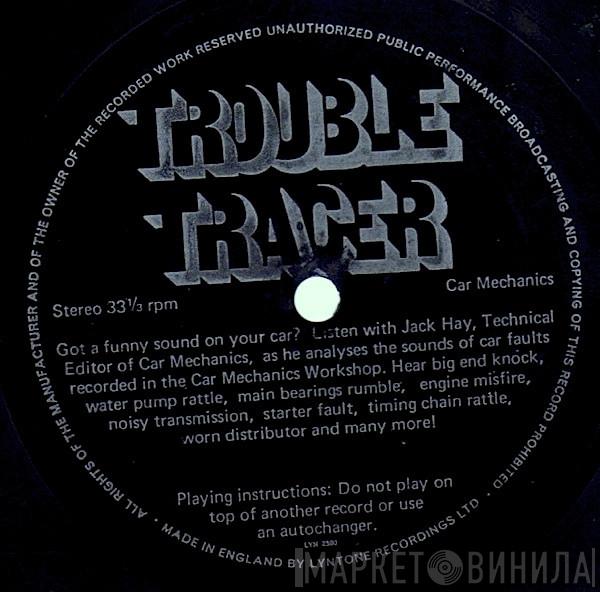 ALL RIGHTS OF THE MANUFACTURER AND OF THE OWNER OF THE RECORDED WORK RESERVED UNAUTHORIZED PUBLIC PERFORMANCE BROADCASTING AND COPYING OF THIS RECORD PROHIBITED
TROUBLE
TRACER
Stereo 33⅓ rpm
Car Mechanics
Got a funny sound on your car? Listen with Jack Hay, Technical
Editor of Car Mechanics, as he analyses the sounds of car faults
recorded in the Car Mechanics Workshop. Hear big end knock,
water pump rattle, main bearings rumble, engine misfire,
noisy transmission, starter fault, timing chain rattle,
worn distributor and many more!
Playing instructions: Do not play on
top of another record or use
an autochanger.
MADE IN ENGLAND BY LYNTONE RECORDINGS LTD
МАРКЕТ ВИНИЛА